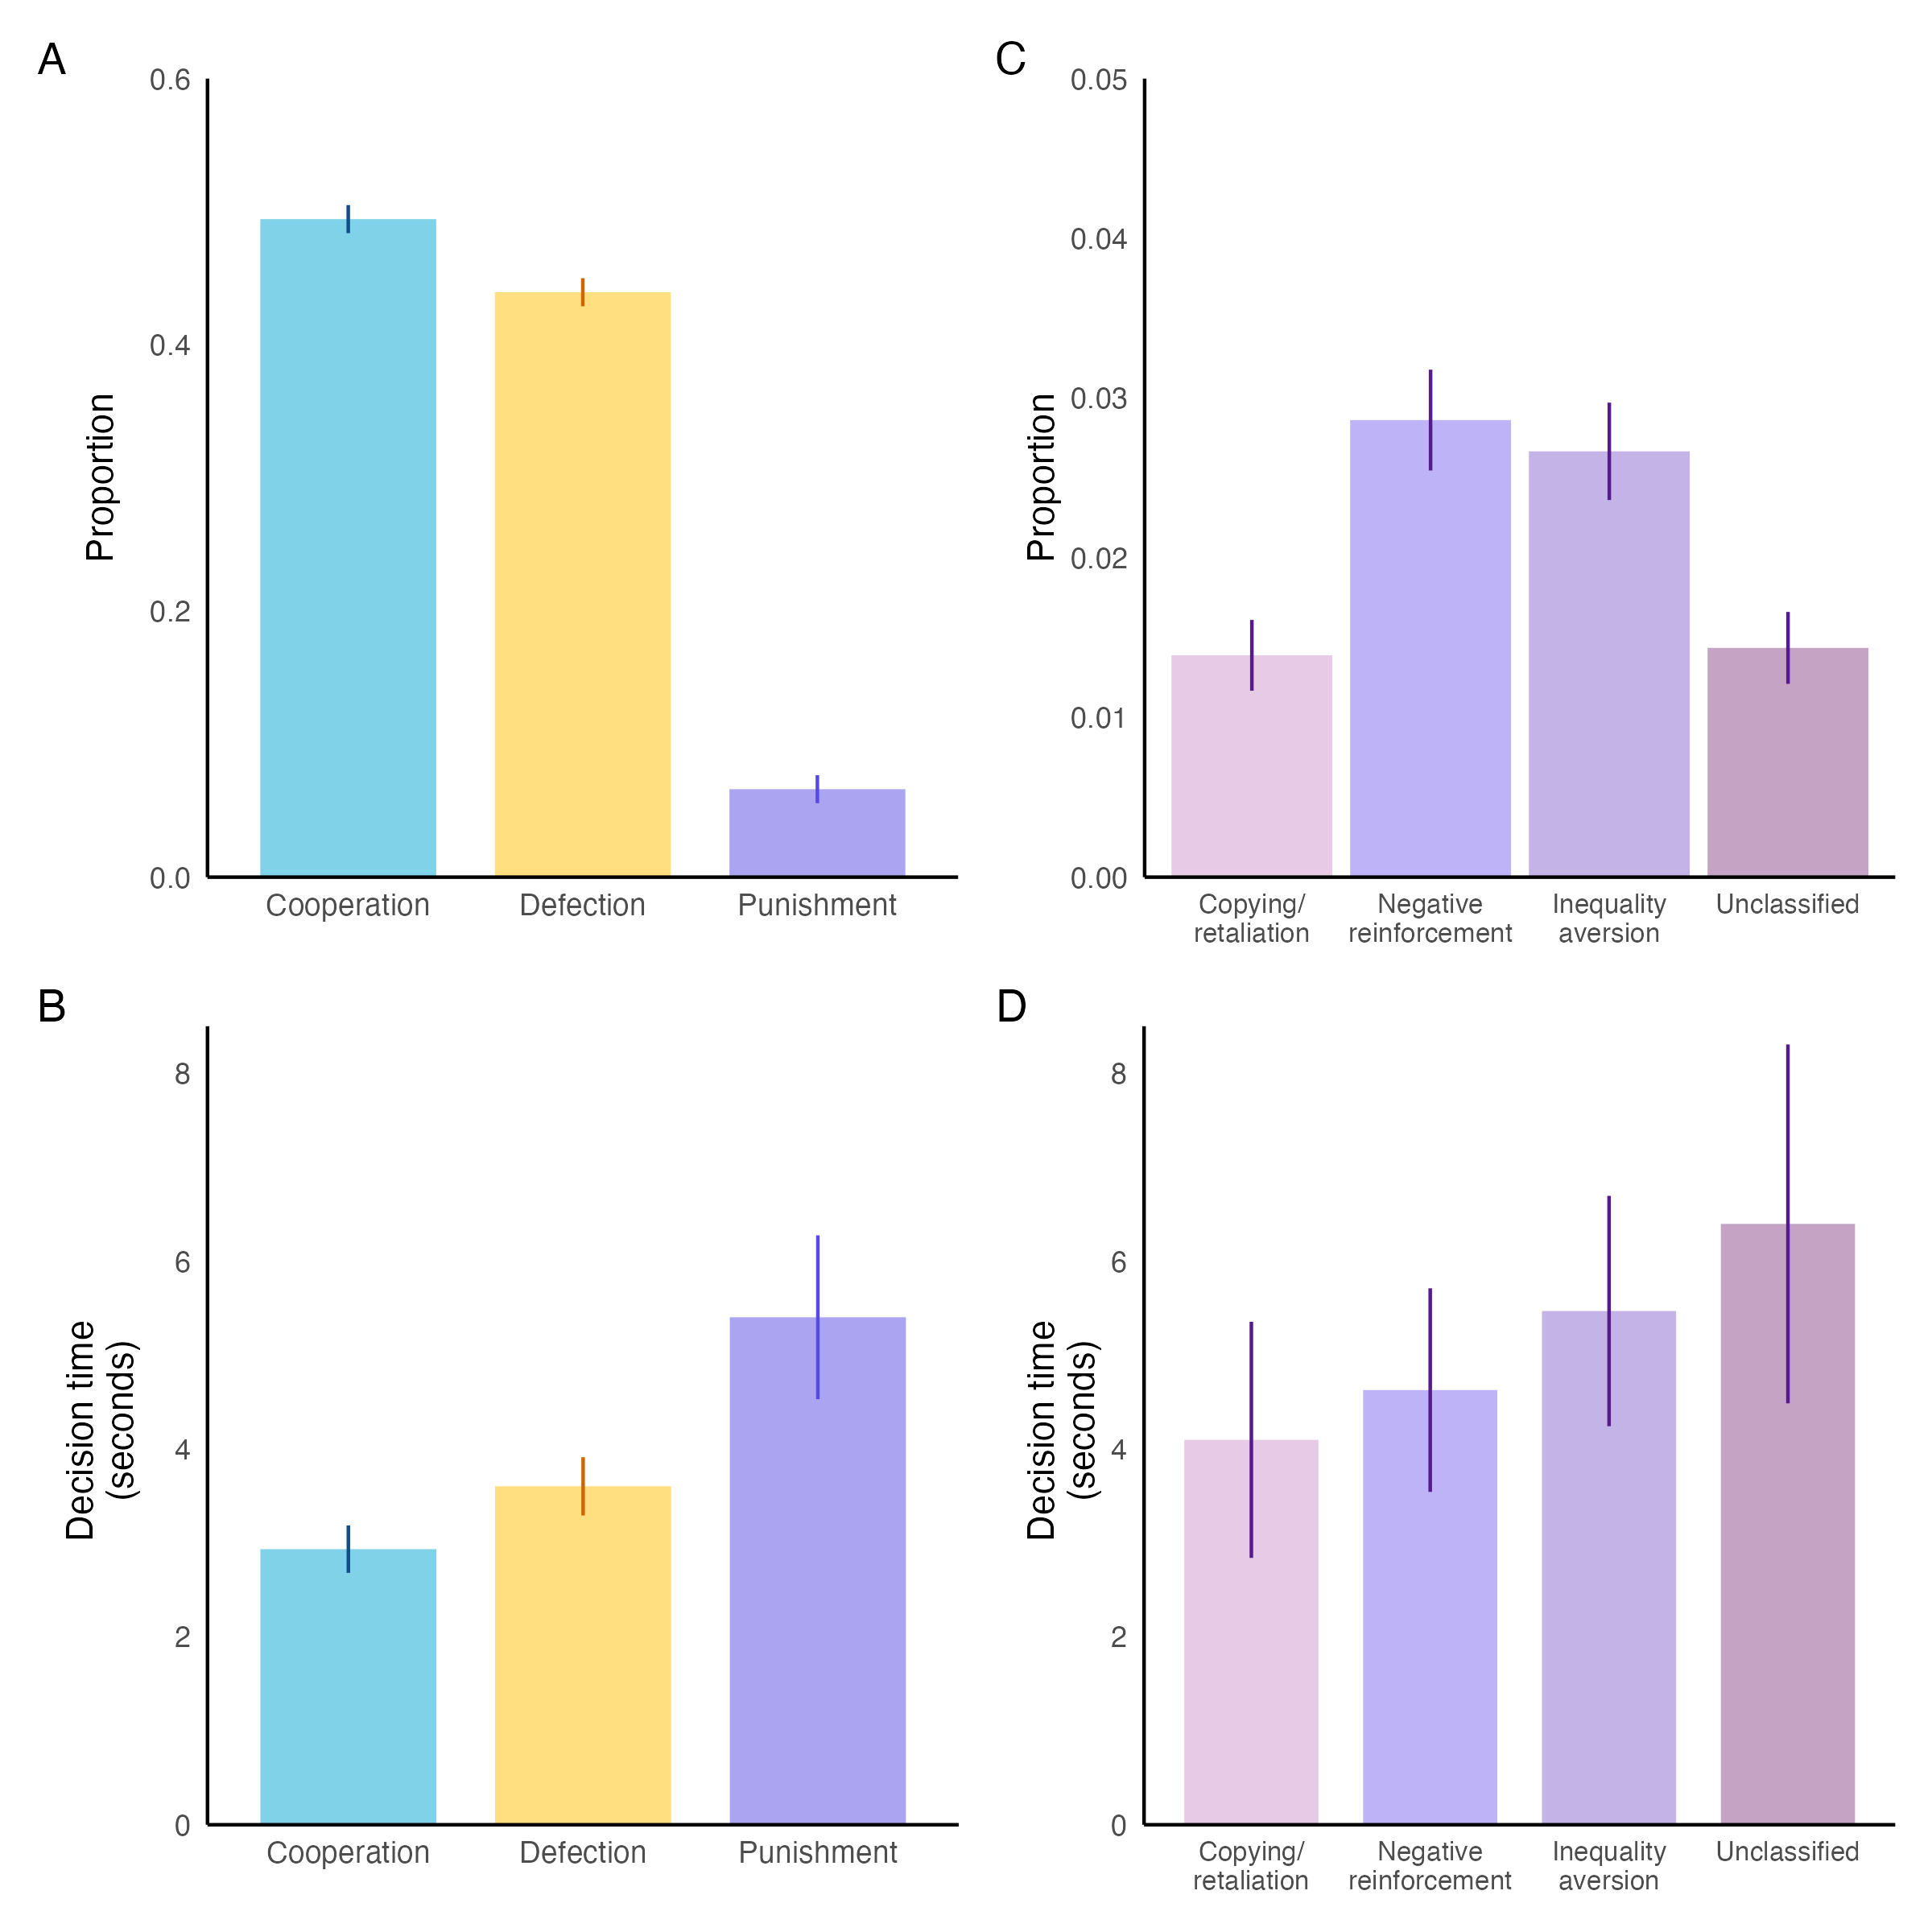 A
0.6
0.4
0.2
0.0
Proportion
Cooperation
Defection
Punishment
C
0.05
0.04
0.03
0.02
0.01
0.00
Proportion
Copying/
retaliation
Negative
reinforcement
Inequality
aversion
Unclassified
B
8
6
4
2
0
Decision time
(seconds)
Cooperation
Defection
Punishment
D
8
6
4
2
0
Decision time
(seconds)
Copying/
retaliation
Negative
reinforcement
Inequality
aversion
Unclassified